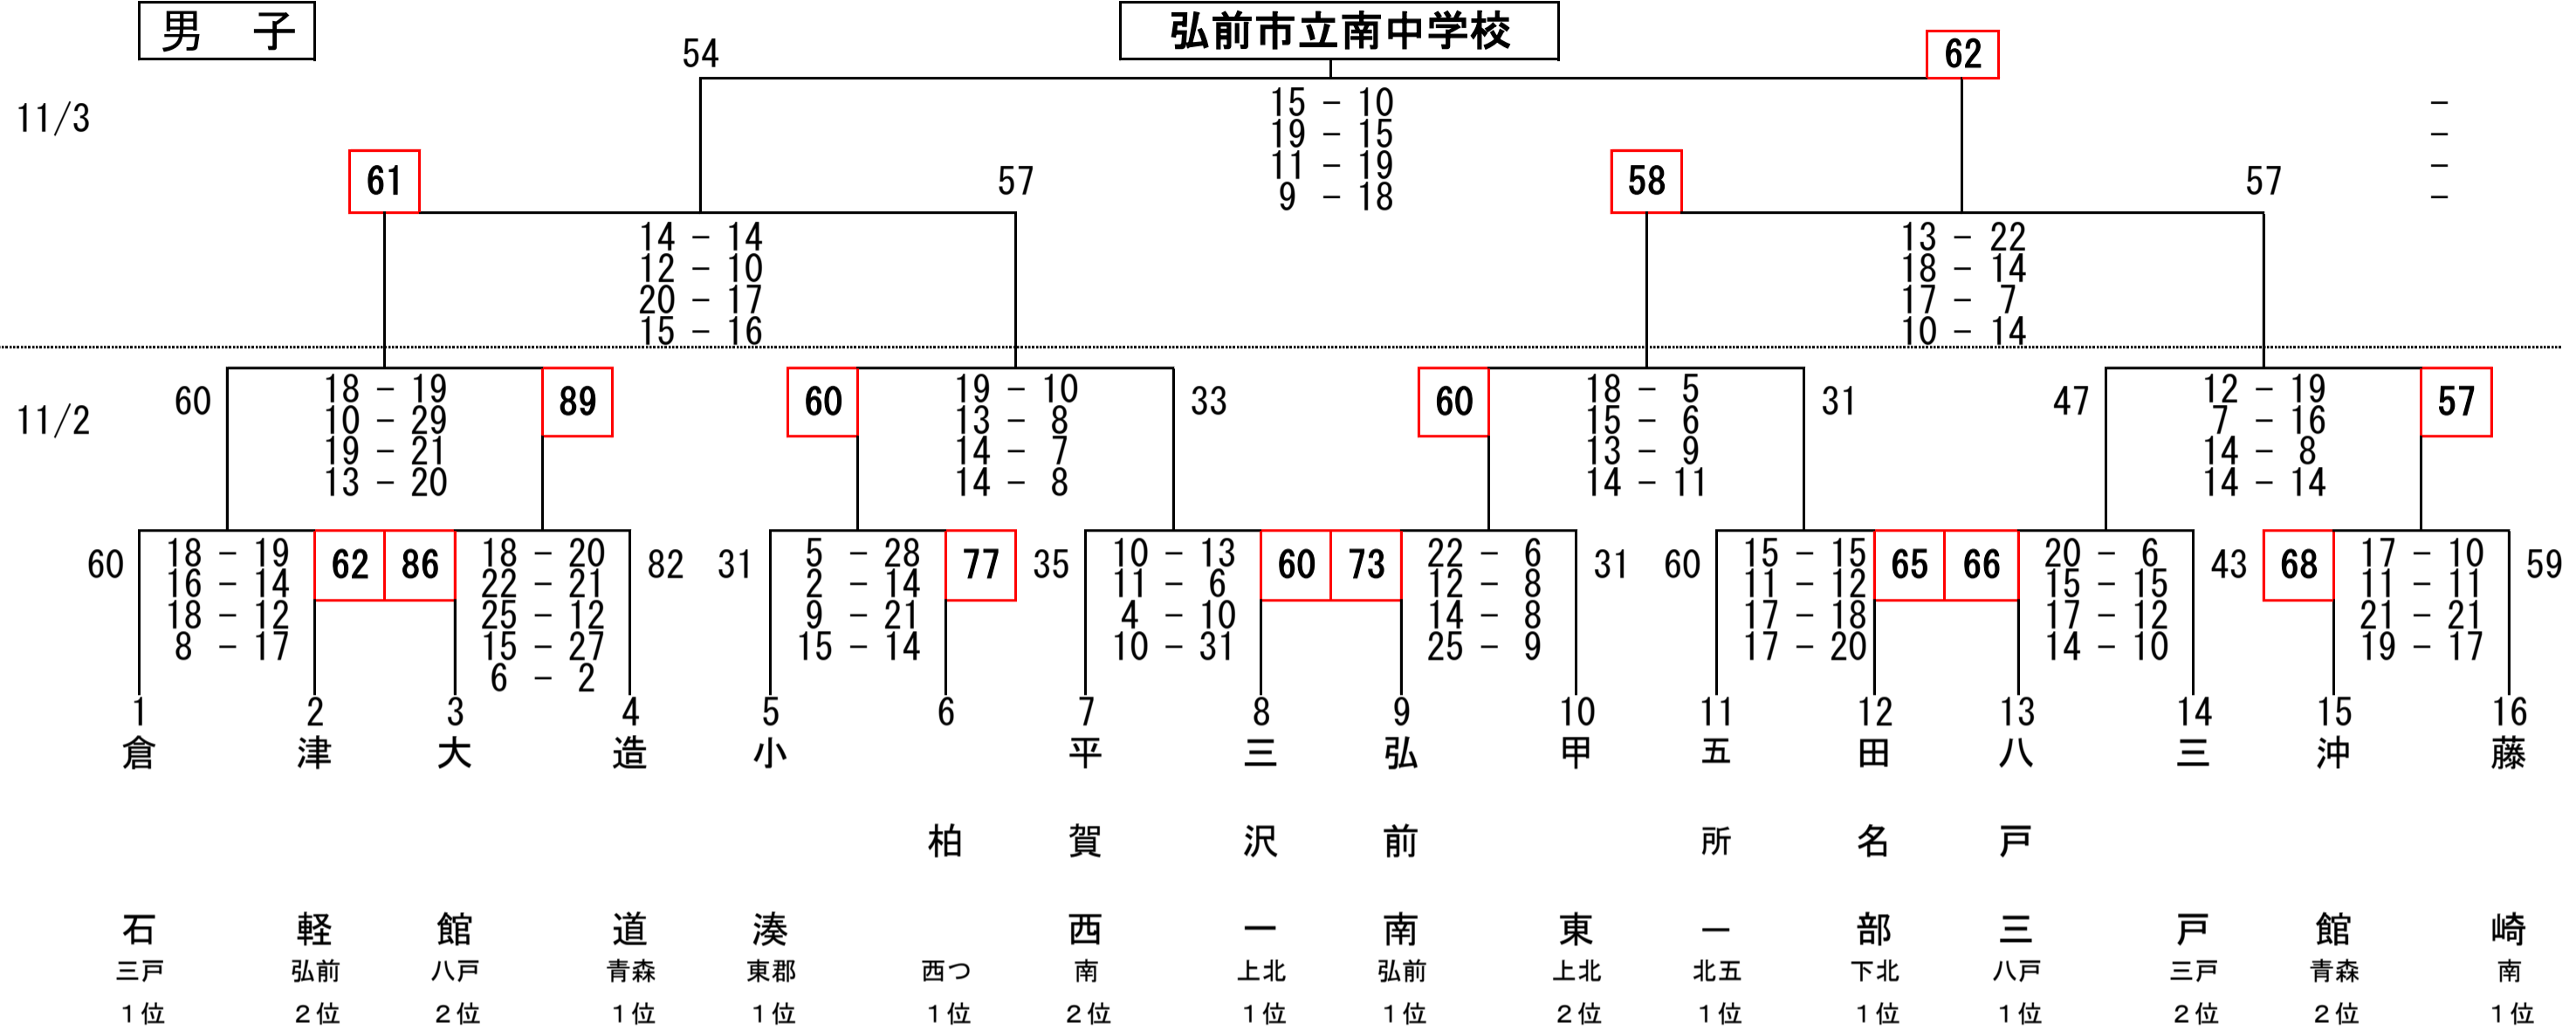 男 子
弘前市立南中学校
54
62
11/3
15 - 10
19 - 15
11 - 19
9 - 18
-
-
-
-
61
57
58
57
14 - 14
12 - 10
20 - 17
15 - 16
13 - 22
18 - 14
17 - 7
10 - 14
11/2
60
18 - 19
10 - 29
19 - 21
13 - 20
89
60
19 - 10
13 - 8
14 - 7
14 - 8
33
60
18 - 5
15 - 6
13 - 9
14 - 11
31
47
12 - 19
7 - 16
14 - 8
14 - 14
57
60
18 - 19
16 - 14
18 - 12
8 - 17
62
86
18 - 20
22 - 21
25 - 12
15 - 27
6 - 2
82
31
5 - 28
2 - 14
9 - 21
15 - 14
77
35
10 - 13
11 - 6
4 - 10
10 - 31
60
73
22 - 6
12 - 8
14 - 8
25 - 9
31
60
15 - 15
11 - 12
17 - 18
17 - 20
65
66
20 - 6
15 - 15
17 - 12
14 - 10
43
68
17 - 10
11 - 11
21 - 21
19 - 17
59
1 2 3 4 5 6 7 8 9 10 11 12 13 14 15 16
倉石
津軽
大館
造道
小湊
柏
平賀西
三沢一
弘前南
甲東
五所一
田名部
八戸三
三戸
沖館
藤崎
三戸 弘前 八戸 青森 東郡 西つ 南 上北 弘前 上北 北五 下北 八戸 三戸 青森 南
1位 2位 2位 1位 1位 1位 2位 1位 1位 2位 1位 1位 1位 2位 2位 1位